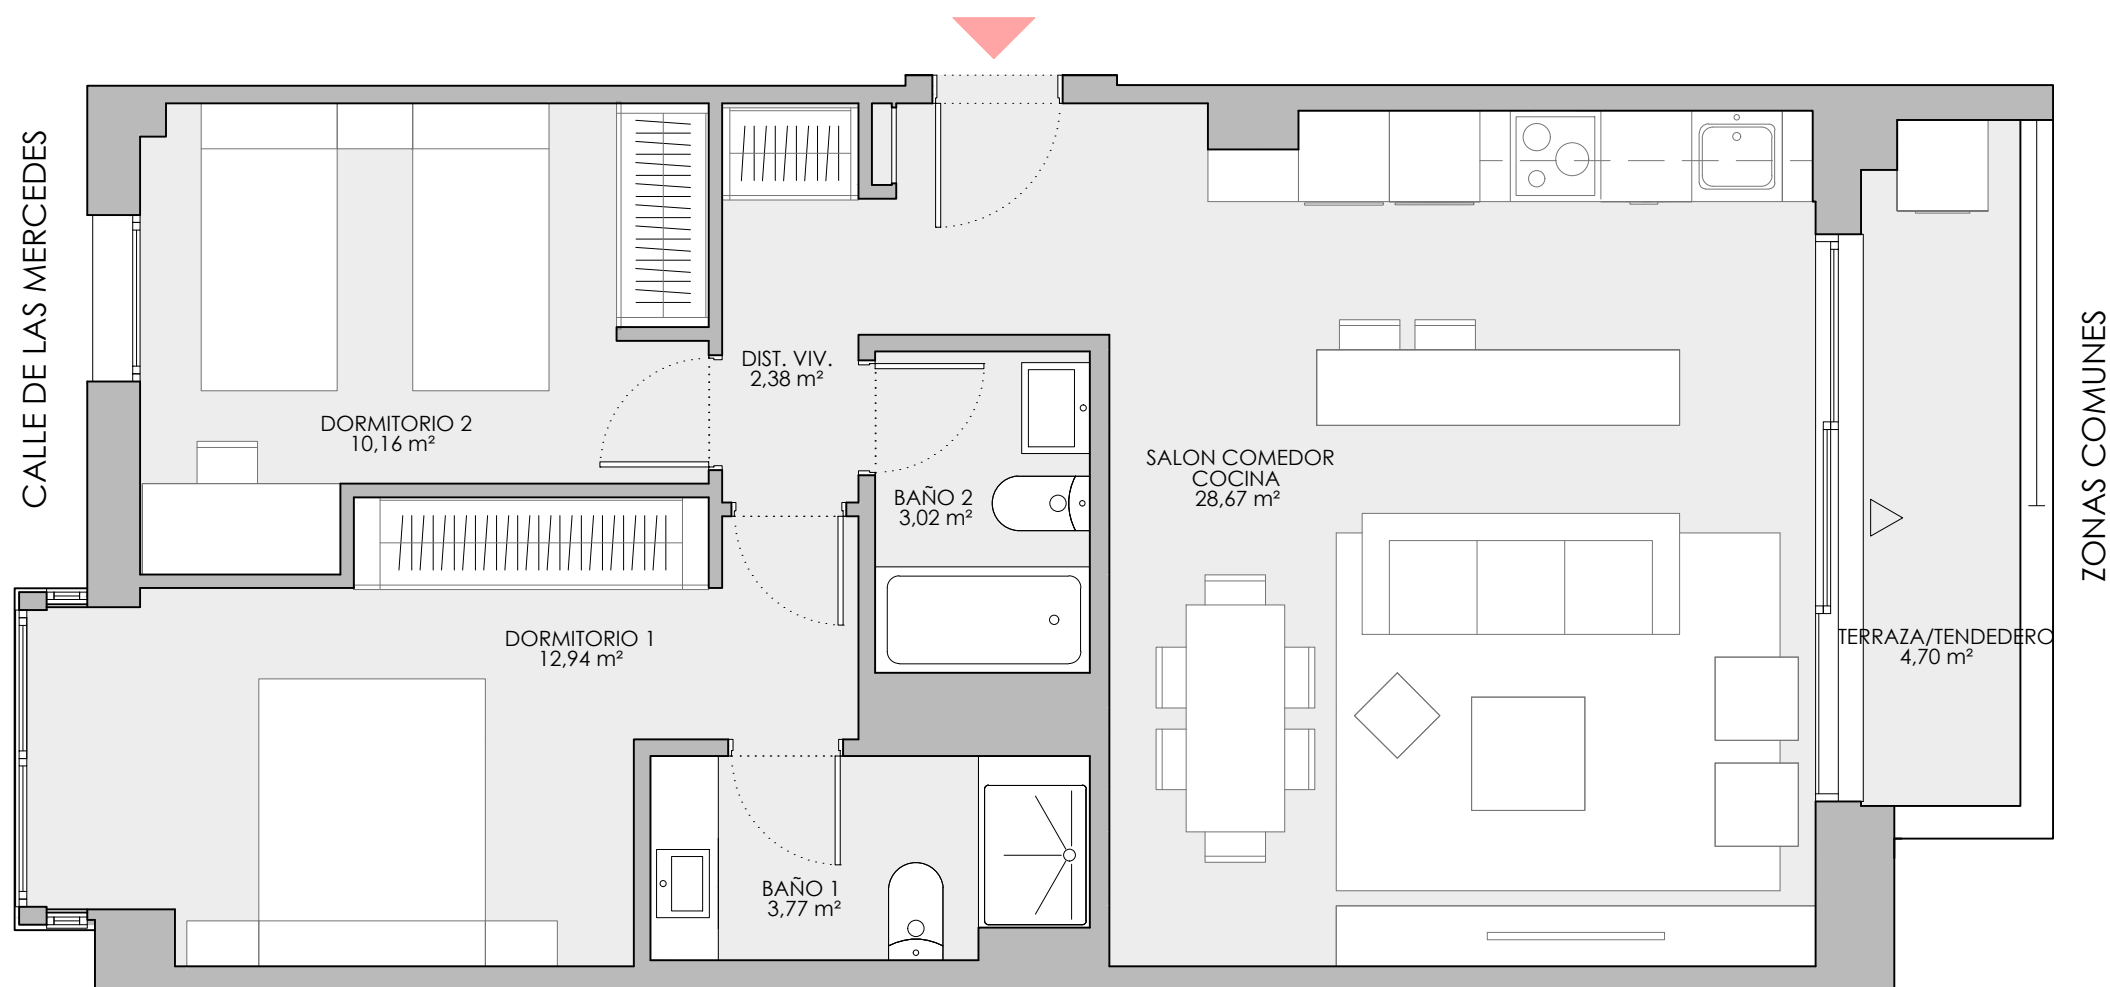 CALLE DE LAS MERCEDES
DORMITORIO 2
10,16 m²
DIST. VIV.
2,38 m²
BAÑO 2
3,02 m²
SALON COMEDOR
COCINA
28,67 m²
ZONAS COMUNES
DORMITORIO 1
12,94 m²
TERRAZA/TENDEDERO
4,70 m²
BAÑO 1
3,77 m²